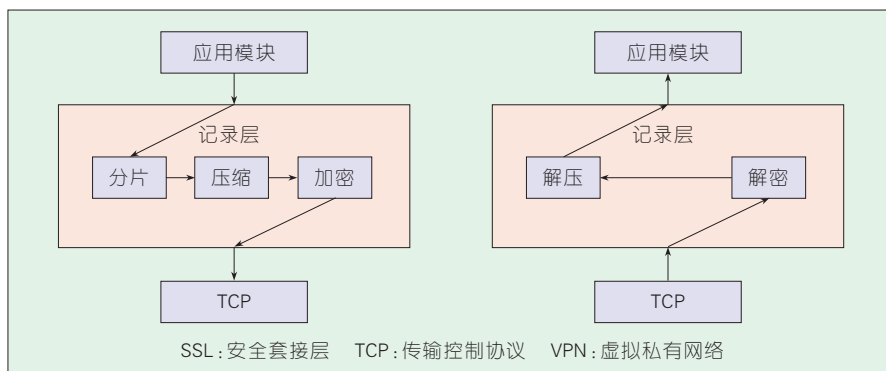 应用模块
应用模块
记录层
记录层
分片
压缩
加密
解压
解密
TCP
TCP
SSL:安全套接层 TCP:传输控制协议 VPN:虚拟私有网络